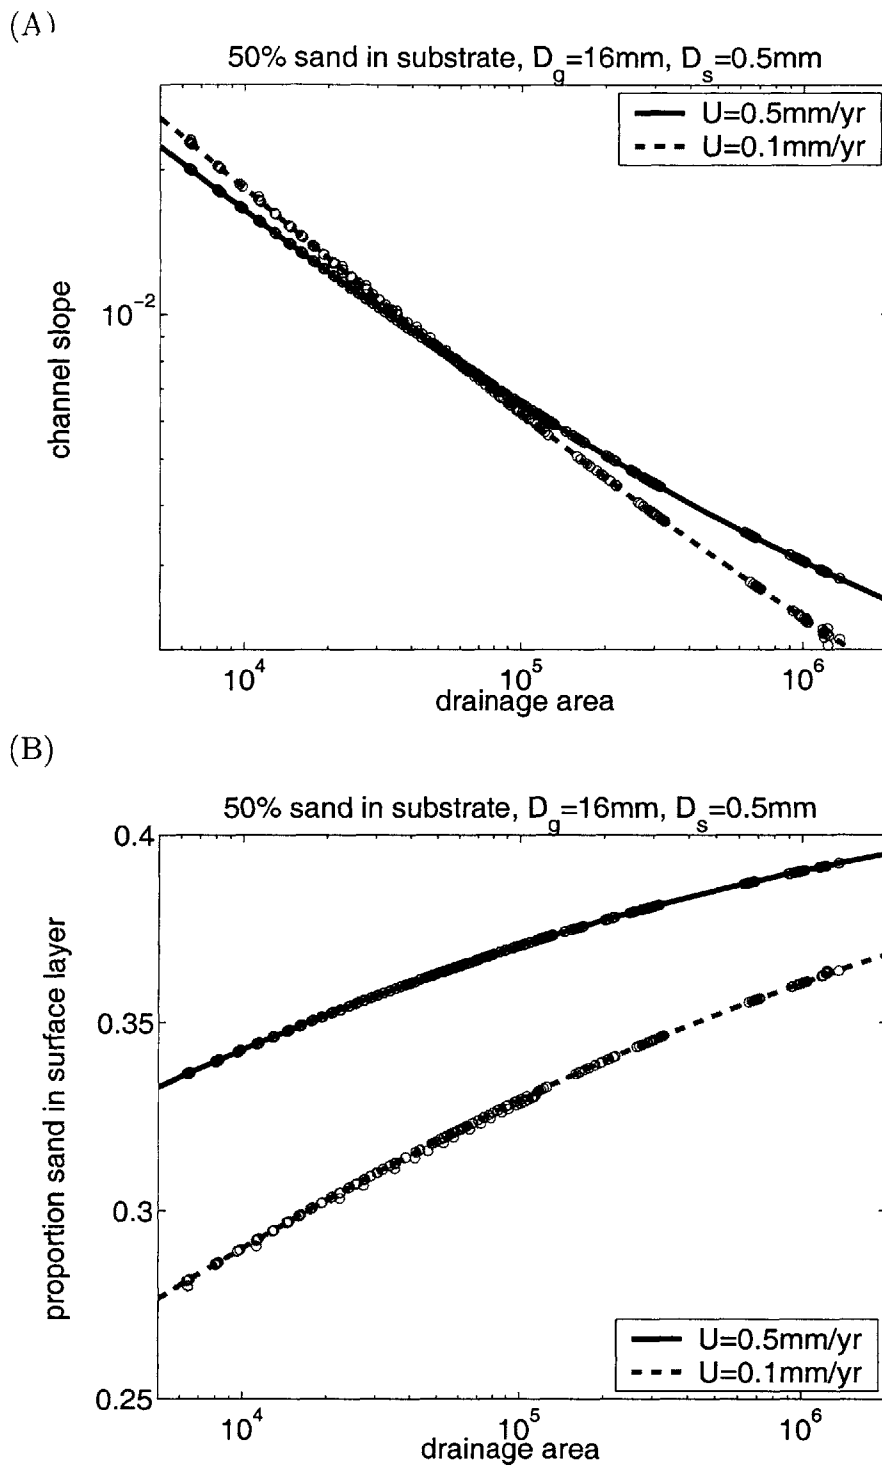 (A)
50% sand in substrate, D_g=16mm, D_s=0.5mm
U=0.5mm/yr
U=0.1mm/yr
channel slope
10^-2
10^4 10^5 10^6
drainage area
(B)
50% sand in substrate, D_g=16mm, D_s=0.5mm
0.4
0.35
0.3
0.25
proportion sand in surface layer
U=0.5mm/yr
U=0.1mm/yr
10^4 10^5 10^6
drainage area